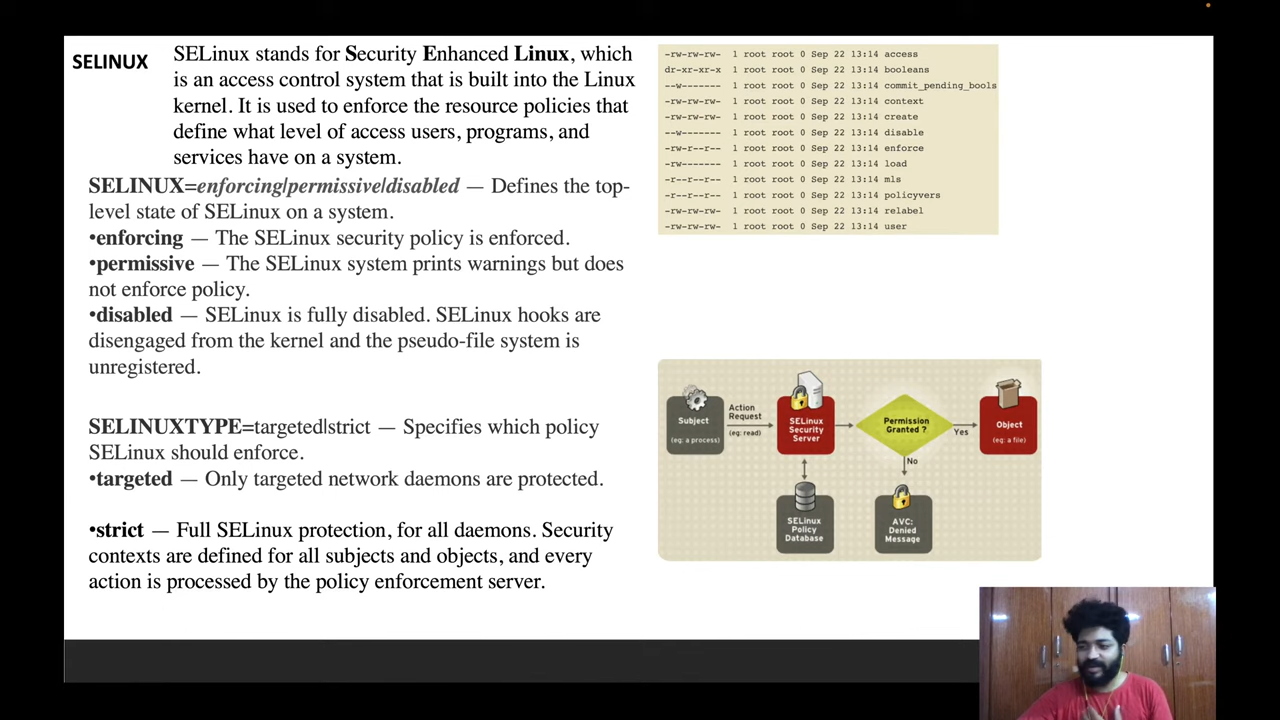 SELINUX
SELinux stands for Security Enhanced Linux, which
is an access control system that is built into the Linux
kernel. It is used to enforce the resource policies that
define what level of access users, programs, and
services have on a system.
SELINUX=enforcing|permissive|disabled — Defines the top-
level state of SELinux on a system.
•enforcing — The SELinux security policy is enforced.
•permissive — The SELinux system prints warnings but does
not enforce policy.
•disabled — SELinux is fully disabled. SELinux hooks are
disengaged from the kernel and the pseudo-file system is
unregistered.
SELINUXTYPE=targeted|strict — Specifies which policy
SELinux should enforce.
•targeted — Only targeted network daemons are protected.
•strict — Full SELinux protection, for all daemons. Security
contexts are defined for all subjects and objects, and every
action is processed by the policy enforcement server.
-rw-rw-rw- 1 root root 0 Sep 22 13:14 access
dr-xr-xr-x 1 root root 0 Sep 22 13:14 booleans
--w------- 1 root root 0 Sep 22 13:14 commit_pending_bools
-rw-rw-rw- 1 root root 0 Sep 22 13:14 context
-rw-rw-rw- 1 root root 0 Sep 22 13:14 create
--w------- 1 root root 0 Sep 22 13:14 disable
-rw-r--r-- 1 root root 0 Sep 22 13:14 enforce
-rw------- 1 root root 0 Sep 22 13:14 load
-r--r--r-- 1 root root 0 Sep 22 13:14 mls
-r--r--r-- 1 root root 0 Sep 22 13:14 policyvers
-rw-rw-rw- 1 root root 0 Sep 22 13:14 relabel
-rw-rw-rw- 1 root root 0 Sep 22 13:14 user
Subject
(eg: a process)
Action
Request
(eg: read)
SELinux
Security
Server
Permission
Granted ?
Yes
Object
(eg: a file)
No
SELinux
Policy
Database
AVC:
Denied
Message